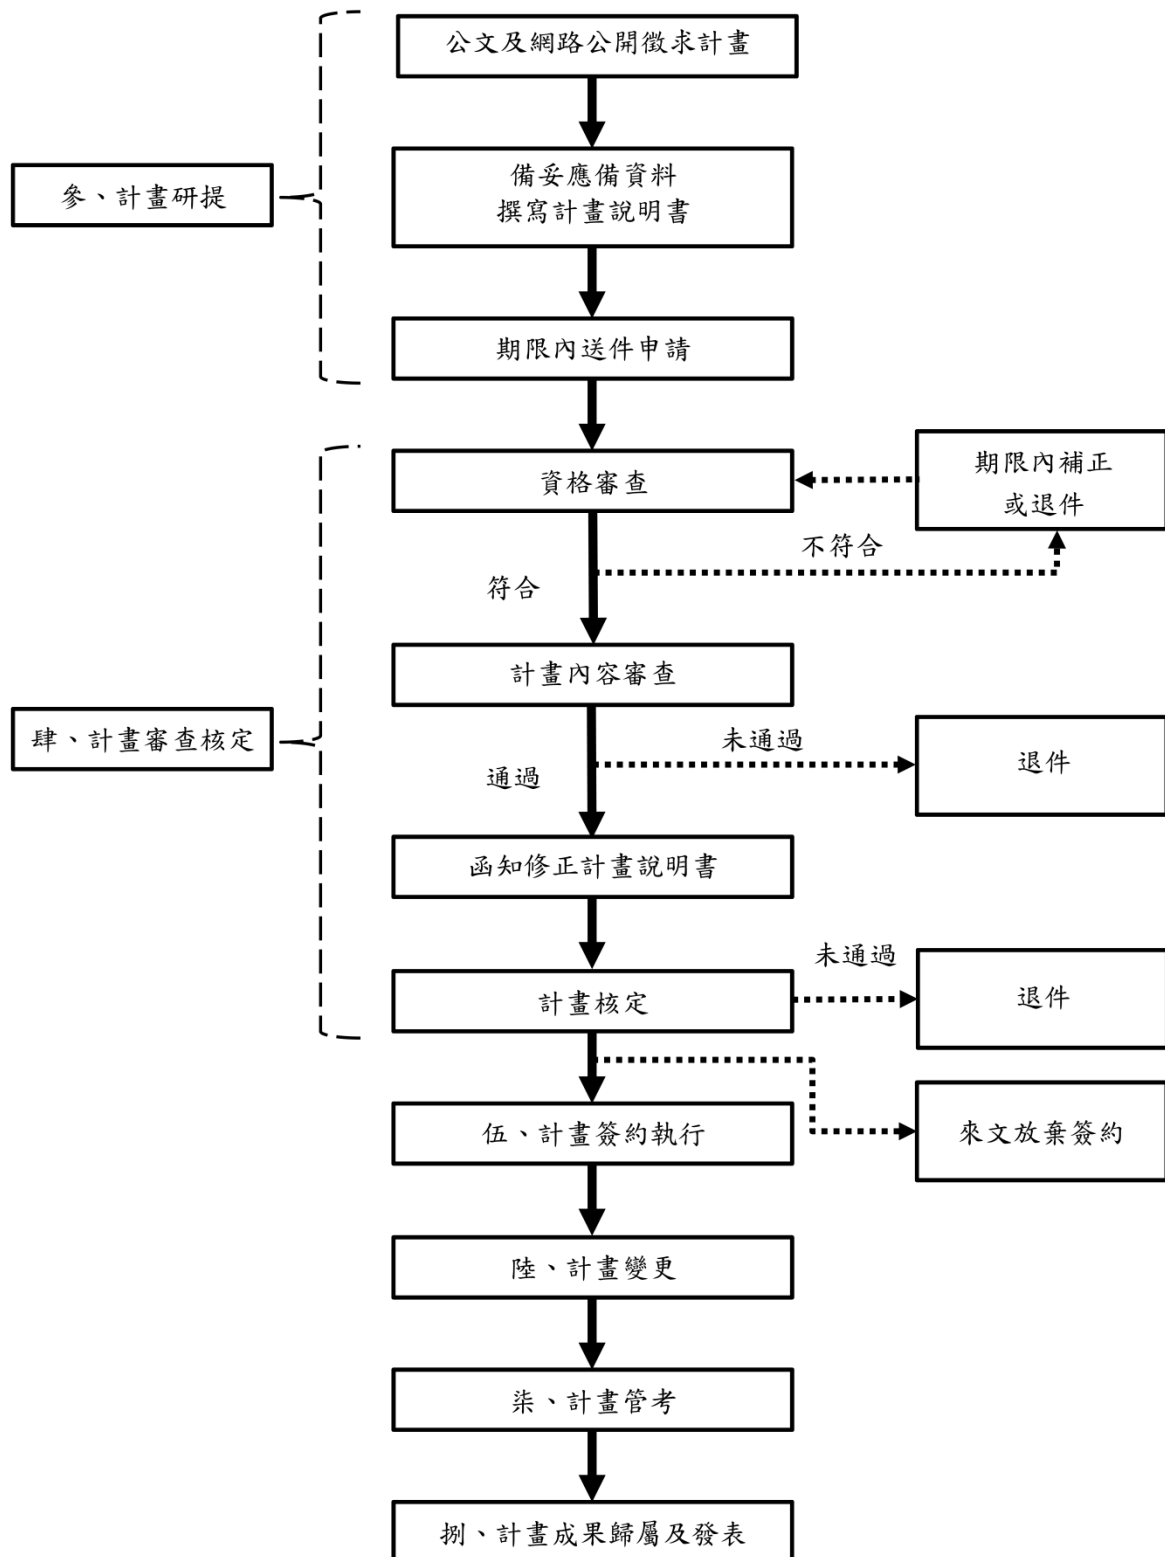 公文及網路公開徵求計畫
備妥應備資料
撰寫計畫說明書
參、計畫研提
期限內送件申請
資格審查
期限內補正
或退件
不符合
符合
計畫內容審查
肆、計畫審查核定
未通過
退件
通過
函知修正計畫說明書
未通過
計畫核定
退件
伍、計畫簽約執行
來文放棄簽約
陸、計畫變更
柒、計畫管考
捌、計畫成果歸屬及發表